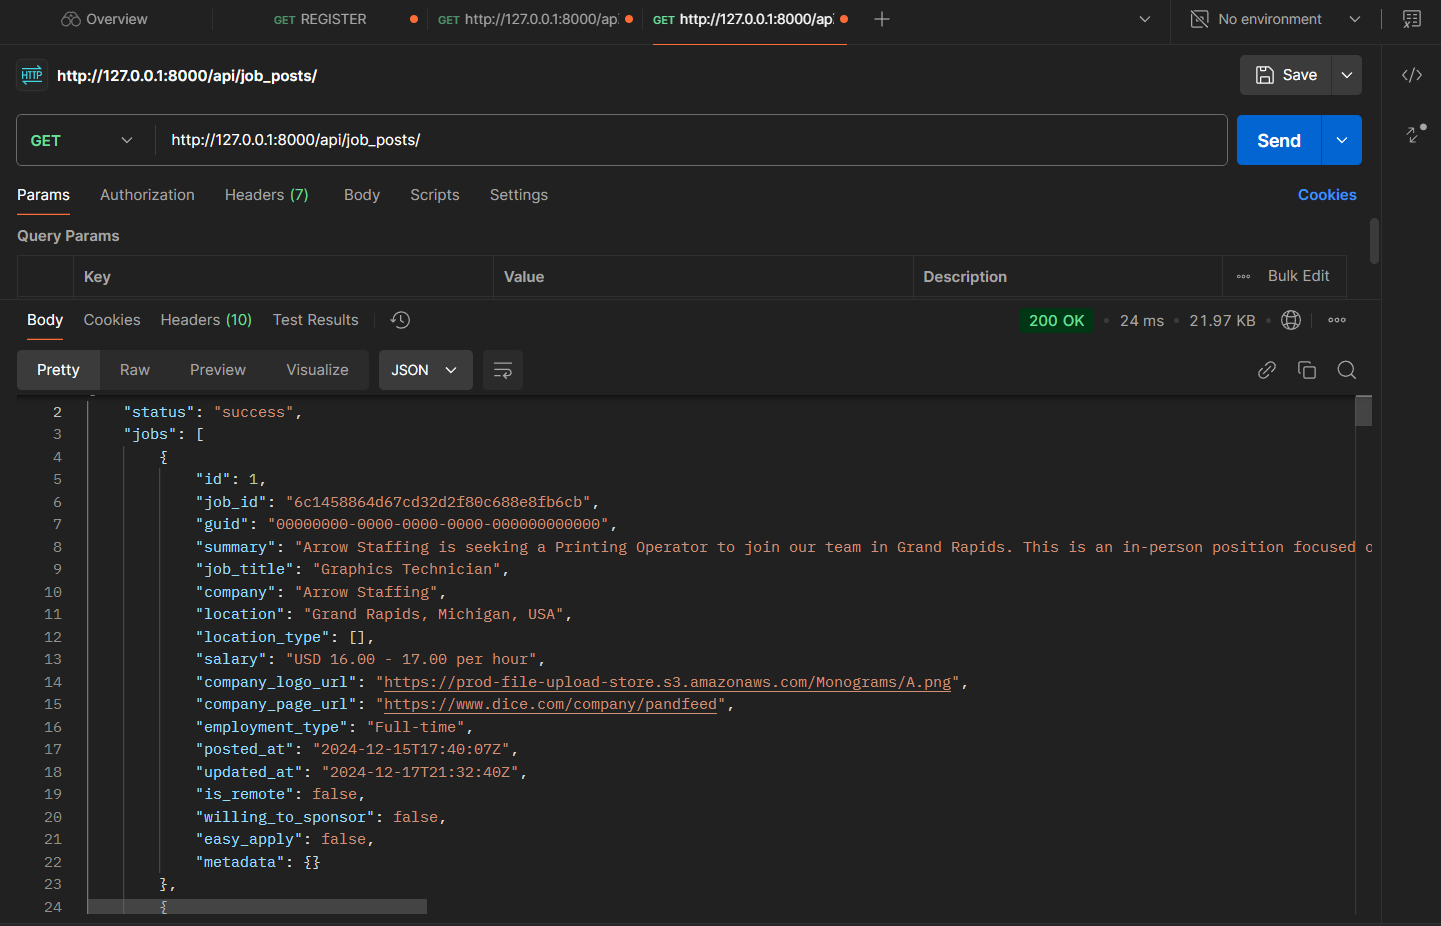 Overview
GET REGISTER
GET http://127.0.0.1:8000/ap
GET http://127.0.0.1:8000/ap
No environment
HTTP http://127.0.0.1:8000/api/job_posts/
Save
GET http://127.0.0.1:8000/api/job_posts/
Send
Params Authorization Headers (7) Body Scripts Settings Cookies
Query Params
Key Value Description Bulk Edit
Body Cookies Headers (10) Test Results 200 OK 24 ms 21.97 KB
Pretty Raw Preview Visualize JSON
2 "status": "success",
3 "jobs": [
4 {
5 "id": 1,
6 "job_id": "6c1458864d67cd32d2f80c688e8fb6cb",
7 "guid": "00000000-0000-0000-0000-000000000000",
8 "summary": "Arrow Staffing is seeking a Printing Operator to join our team in Grand Rapids. This is an in-person position focused o
9 "job_title": "Graphics Technician",
10 "company": "Arrow Staffing",
11 "location": "Grand Rapids, Michigan, USA",
12 "location_type": [],
13 "salary": "USD 16.00 - 17.00 per hour",
14 "company_logo_url": "https://prod-file-upload-store.s3.amazonaws.com/Monograms/A.png",
15 "company_page_url": "https://www.dice.com/company/pandfeed",
16 "employment_type": "Full-time",
17 "posted_at": "2024-12-15T17:40:07Z",
18 "updated_at": "2024-12-17T21:32:40Z",
19 "is_remote": false,
20 "willing_to_sponsor": false,
21 "easy_apply": false,
22 "metadata": {}
23 },
24 {